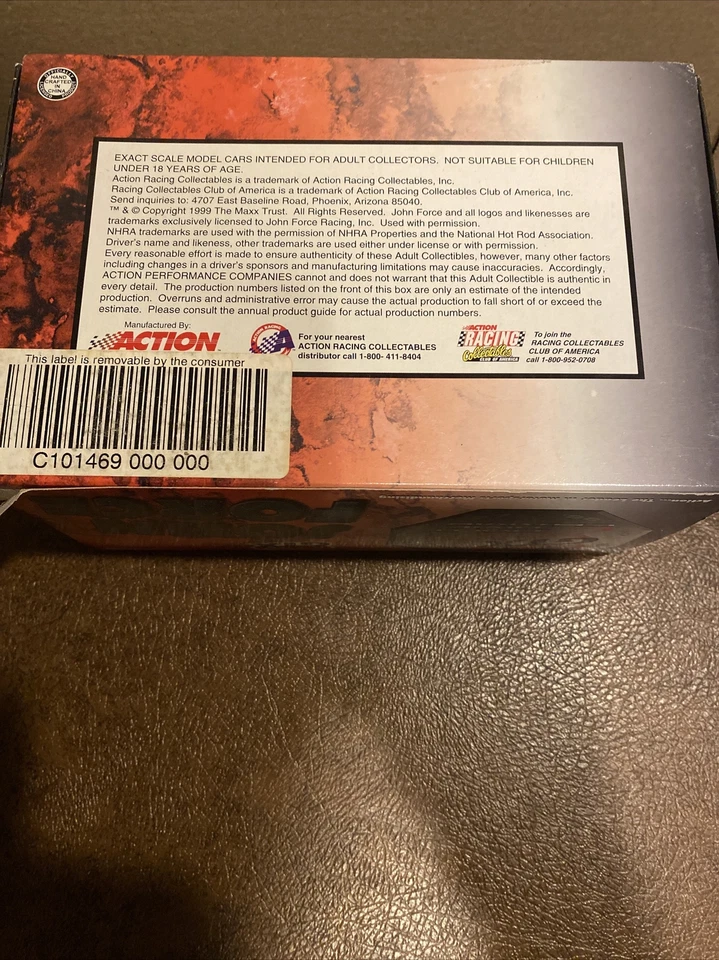 OFFICIALLY
HAND
CRAFTED
IN
CHINA
EXACT SCALE MODEL CARS INTENDED FOR ADULT COLLECTORS. NOT SUITABLE FOR CHILDREN
UNDER 18 YEARS OF AGE.
Action Racing Collectables is a trademark of Action Racing Collectables, Inc.
Racing Collectables Club of America is a trademark of Action Racing Collectables Club of America, Inc.
Send inquiries to: 4707 East Baseline Road, Phoenix, Arizona 85040.
™ & © Copyright 1999 The Maxx Trust. All Rights Reserved. John Force and all logos and likenesses are
trademarks exclusively licensed to John Force Racing, Inc. Used with permission.
NHRA trademarks are used with the permission of NHRA Properties and the National Hot Rod Association.
Driver's name and likeness, other trademarks are used either under license or with permission.
Every reasonable effort is made to ensure authenticity of these Adult Collectibles, however, many other factors
including changes in a driver's sponsors and manufacturing limitations may cause inaccuracies. Accordingly,
ACTION PERFORMANCE COMPANIES cannot and does not warrant that this Adult Collectible is authentic in
every detail. The production numbers listed on the front of this box are only an estimate of the intended
production. Overruns and administrative error may cause the actual production to fall short of or exceed the
estimate. Please consult the annual product guide for actual production numbers.
Manufactured By:
ACTION
For your nearest
ACTION RACING COLLECTABLES
distributor call 1-800- 411-8404
ACTION
RACING
Collectables
CLUB OF AMERICA
To join the
RACING COLLECTABLES
CLUB OF AMERICA
call 1-800-952-0708
This label is removable by the consumer
C101469 000 000
FORCE